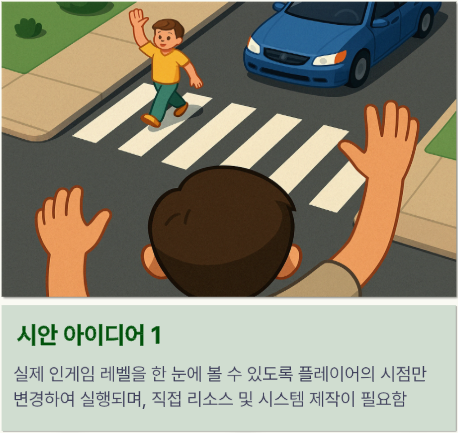 시안 아이디어 1
실제 인게임 레벨을 한 눈에 볼 수 있도록 플레이어의 시점만
변경하여 실행되며, 직접 리소스 및 시스템 제작이 필요함